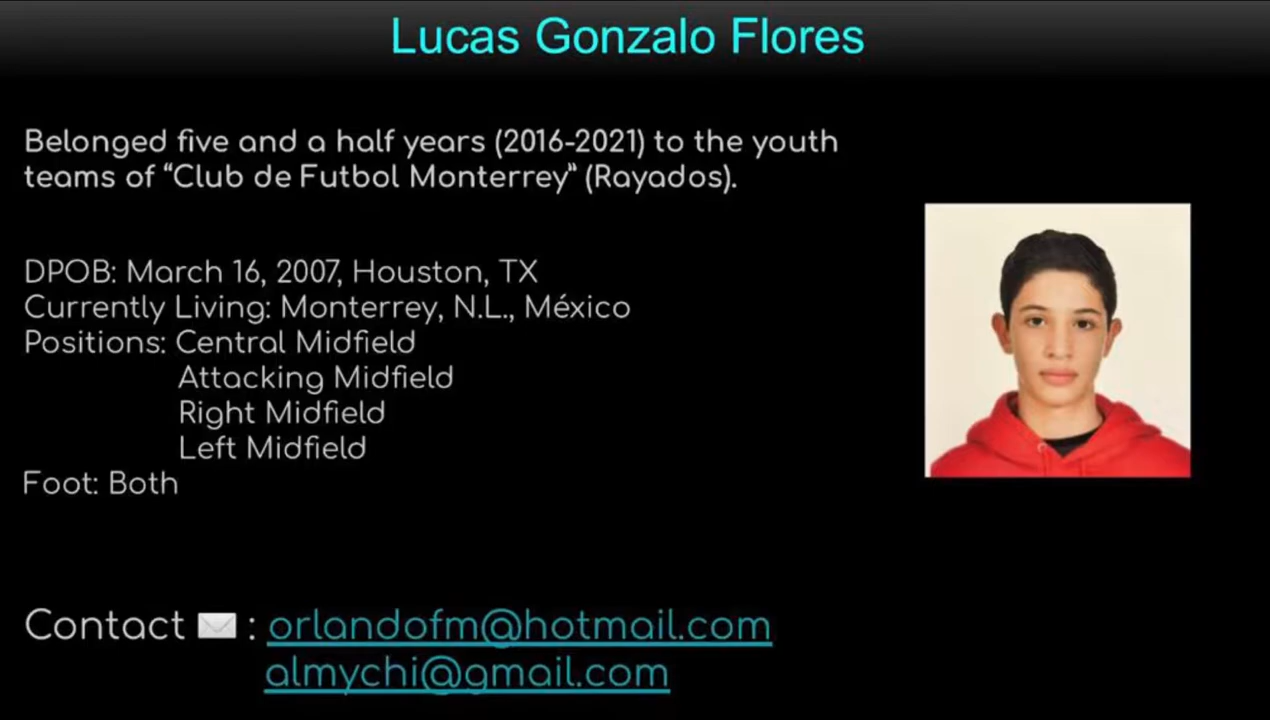 Lucas Gonzalo Flores
Belonged five and a half years (2016-2021) to the youth
teams of “Club de Futbol Monterrey” (Rayados).
DPOB: March 16, 2007, Houston, TX
Currently Living: Monterrey, N.L., México
Positions: Central Midfield
Attacking Midfield
Right Midfield
Left Midfield
Foot: Both
Contact ✉️ : orlandofm@hotmail.com
almychi@gmail.com